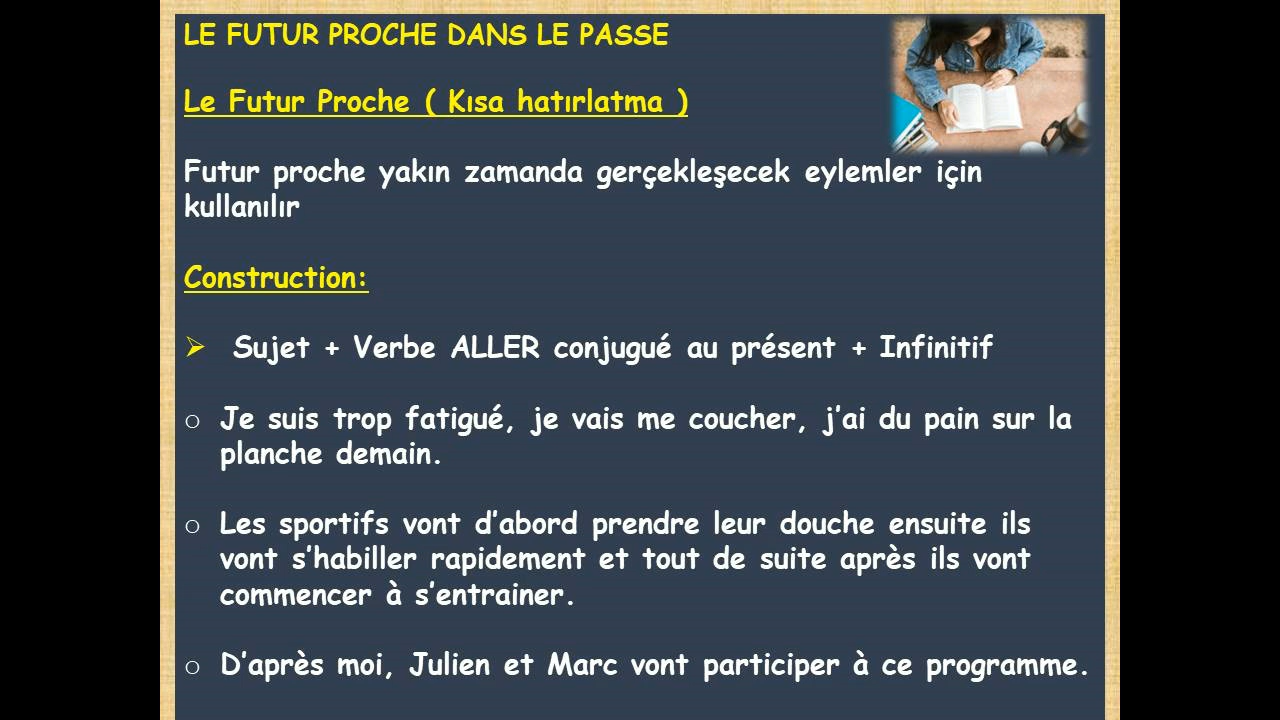 LE FUTUR PROCHE DANS LE PASSE
Le Futur Proche ( Kısa hatırlatma )
Futur proche yakın zamanda gerçekleşecek eylemler için
kullanılır
Construction:
➢ Sujet + Verbe ALLER conjugué au présent + Infinitif
o Je suis trop fatigué, je vais me coucher, j’ai du pain sur la
planche demain.
o Les sportifs vont d’abord prendre leur douche ensuite ils
vont s’habiller rapidement et tout de suite après ils vont
commencer à s’entrainer.
o D’après moi, Julien et Marc vont participer à ce programme.